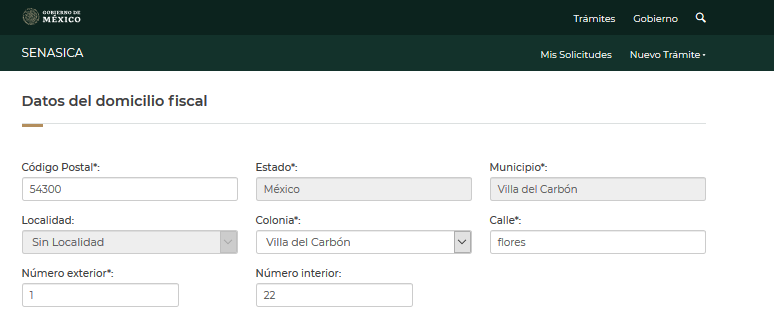 GOBIERNO DE
MÉXICO
Trámites Gobierno
SENASICA
Mis Solicitudes Nuevo Trámite
Datos del domicilio fiscal
Código Postal*: Estado*: Municipio*:
54300 México Villa del Carbón
Localidad: Colonia*: Calle*:
Sin Localidad Villa del Carbón flores
Número exterior*: Número interior:
1 22